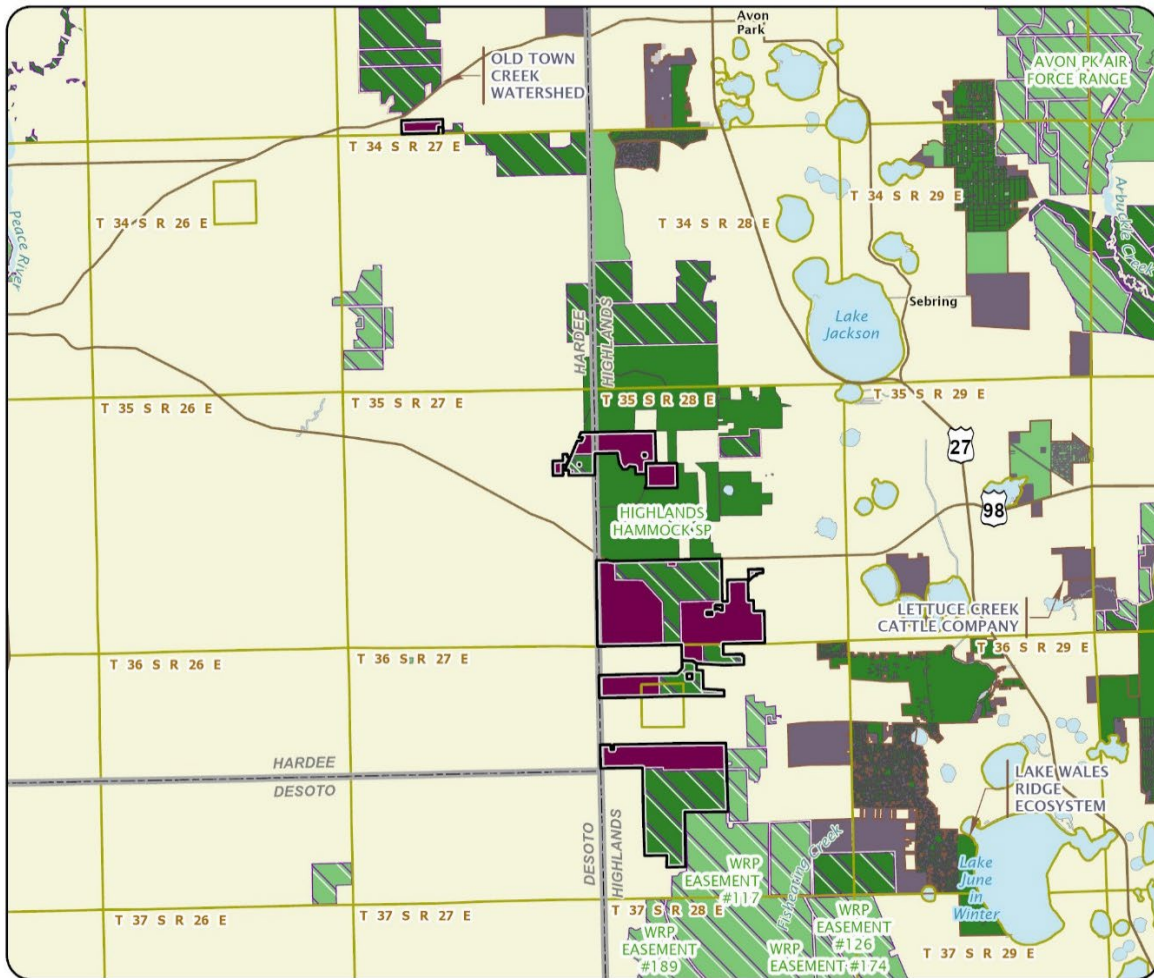 Avon
Park
OLD TOWN
CREEK
WATERSHED
AVON PK AIR
FORCE RANGE
T 34 S R 27 E
Arbuckle Creek
T 34 S R 29 E
Peace River
T 34 S R 26 E
T 34 S R 28 E
Sebring
Lake
Jackson
HARDEE
HIGHLANDS
T 35 S R 26 E
T 35 S R 27 E
T 35 S R 28 E
T 35 S R 29 E
27
98
HIGHLANDS
HAMMOCK SP
LETTUCE CREEK
CATTLE COMPANY
T 36 S R 26 E
T 36 S R 27 E
T 36 S R 29 E
HARDEE
DESOTO
LAKE WALES
RIDGE
ECOSYSTEM
DESOTO
HIGHLANDS
Fisheating Creek
WRP
EASEMENT
#117
Lake
June
in
Winter
T 37 S R 26 E
T 37 S R 27 E
T 37 S R 28 E
WRP
EASEMENT
#189
WRP
EASEMENT
#126
WRP
EASEMENT #174
T 37 S R 29 E